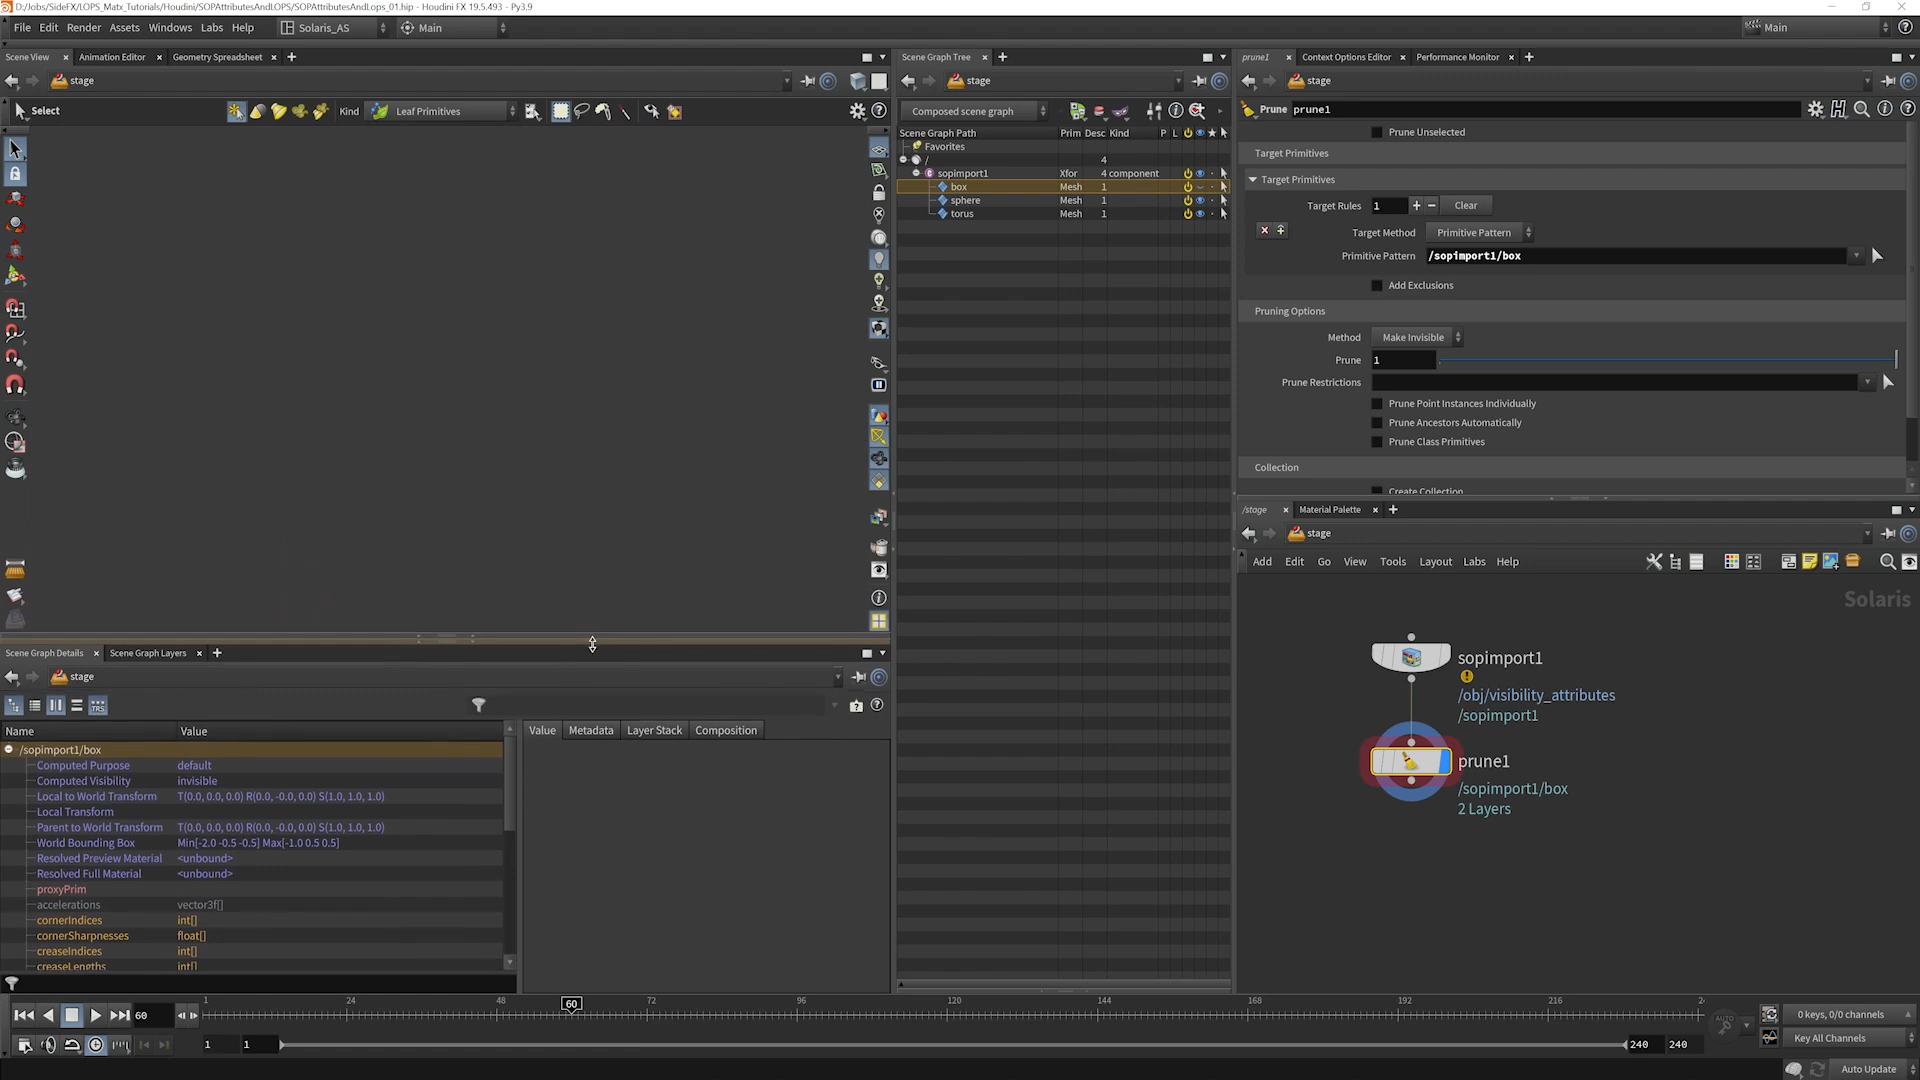 D:/Jobs/SideFX/LOPS_Matx_Tutorials/Houdini/SOPAttributesAndLOPS/SOPAttributesAndLops_01.hip - Houdini FX 19.5.493 - Py3.9
File Edit Render Assets Windows Labs Help Solaris_AS Main Main
Scene View Animation Editor Geometry Spreadsheet
stage
Select Kind Leaf Primitives
Scene Graph Tree
stage
Composed scene graph
Scene Graph Path Prim Desc Kind P L
Favorites
/ 4
sopimport1 Xfor 4 component
box Mesh 1
sphere Mesh 1
torus Mesh 1
prune1 Context Options Editor Performance Monitor
stage
Prune prune1
Prune Unselected
Target Primitives
Target Primitives
Target Rules 1 Clear
Target Method Primitive Pattern
Primitive Pattern /sopimport1/box
Add Exclusions
Pruning Options
Method Make Invisible
Prune 1
Prune Restrictions
Prune Point Instances Individually
Prune Ancestors Automatically
Prune Class Primitives
Collection
Create Collection
/stage Material Palette
stage
Add Edit Go View Tools Layout Labs Help
Solaris
sopimport1
/obj/visibility_attributes
/sopimport1
prune1
/sopimport1/box
2 Layers
Scene Graph Details Scene Graph Layers
stage
TRS
Name Value
/sopimport1/box
Computed Purpose default
Computed Visibility invisible
Local to World Transform T(0.0, 0.0, 0.0) R(0.0, -0.0, 0.0) S(1.0, 1.0, 1.0)
Local Transform
Parent to World Transform T(0.0, 0.0, 0.0) R(0.0, -0.0, 0.0) S(1.0, 1.0, 1.0)
World Bounding Box Min[-2.0 -0.5 -0.5] Max[-1.0 0.5 0.5]
Resolved Preview Material <unbound>
Resolved Full Material <unbound>
proxyPrim
accelerations vector3f[]
cornerIndices int[]
cornerSharpnesses float[]
creaseIndices int[]
creaseLengths int[]
Value Metadata Layer Stack Composition
1 24 48 60 72 96 120 144 168 192 216 2
60
AUTO
0 keys, 0/0 channels
1 1 240 240
Key All Channels
Auto Update